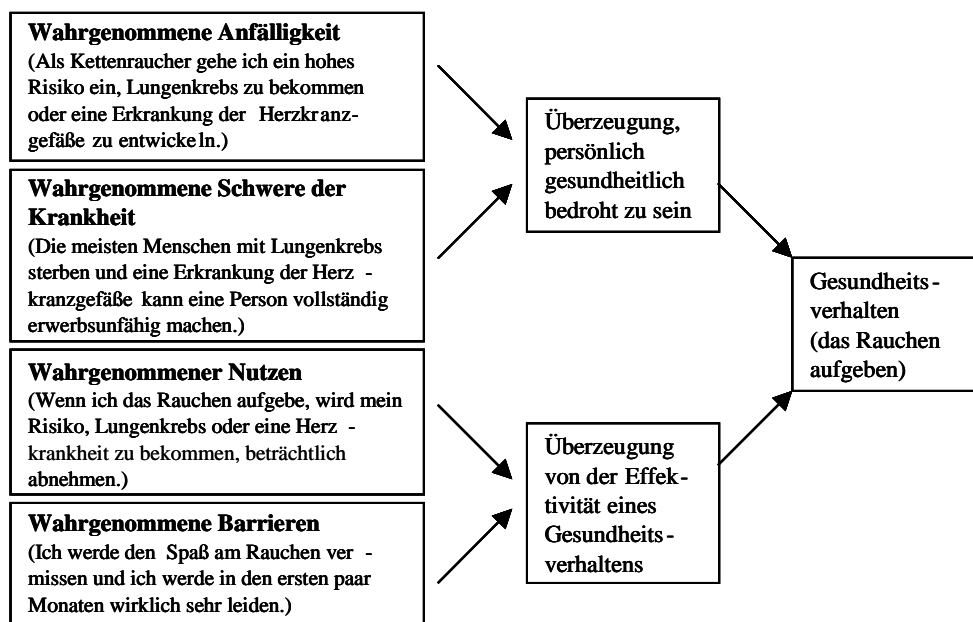 Wahrgenommene Anfälligkeit
(Als Kettenraucher gehe ich ein hohes
Risiko ein, Lungenkrebs zu bekommen
oder eine Erkrankung der Herzkranz-
gefäße zu entwickeln.)
Wahrgenommene Schwere der
Krankheit
(Die meisten Menschen mit Lungenkrebs
sterben und eine Erkrankung der Herz -
kranzgefäße kann eine Person vollständig
erwerbsunfähig machen.)
Wahrgenommener Nutzen
(Wenn ich das Rauchen aufgebe, wird mein
Risiko, Lungenkrebs oder eine Herz -
krankheit zu bekommen, beträchtlich
abnehmen.)
Wahrgenommene Barrieren
(Ich werde den Spaß am Rauchen ver -
missen und ich werde in den ersten paar
Monaten wirklich sehr leiden.)
Überzeugung,
persönlich
gesundheitlich
bedroht zu sein
Überzeugung
von der Effek-
tivität eines
Gesundheits-
verhaltens
Gesundheits-
verhalten
(das Rauchen
aufgeben)